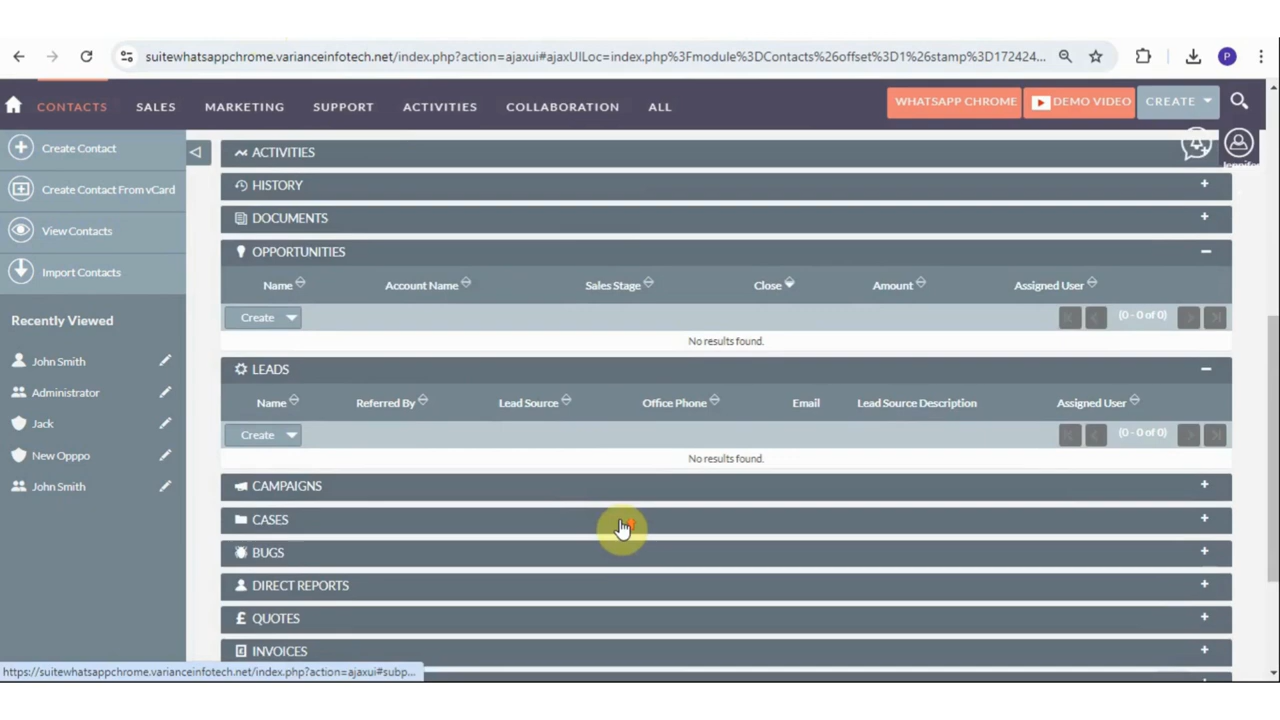 suitewhatsappchrome.varianceinfotech.net/index.php?action=ajaxui#ajaxUILoc=index.php%3Fmodule%3DContacts%26offset%3D1%26stamp%3D172424...
P
CONTACTS SALES MARKETING SUPPORT ACTIVITIES COLLABORATION ALL WHATSAPP CHROME DEMO VIDEO CREATE
Create Contact
Create Contact From vCard
View Contacts
Import Contacts
Recently Viewed
John Smith
Administrator
Jack
New Opppo
John Smith
ACTIVITIES
HISTORY
DOCUMENTS
OPPORTUNITIES
Name Account Name Sales Stage Close Amount Assigned User
Create (0 - 0 of 0)
No results found.
LEADS
Name Referred By Lead Source Office Phone Email Lead Source Description Assigned User
Create (0 - 0 of 0)
No results found.
CAMPAIGNS
CASES
BUGS
DIRECT REPORTS
QUOTES
INVOICES
https://suitewhatsappchrome.varianceinfotech.net/index.php?action=ajaxui#subp...